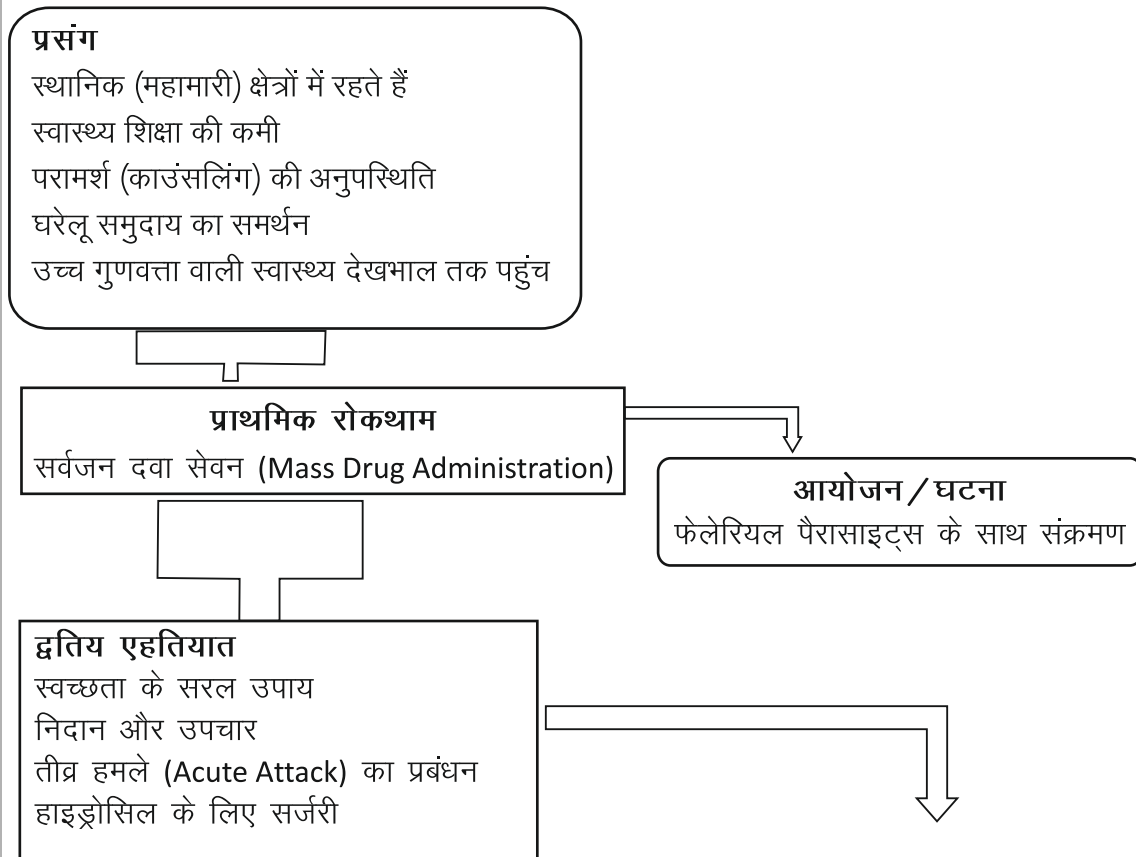 प्रसंग
स्थानिक (महामारी) क्षेत्रों में रहते हैं
स्वास्थ्य शिक्षा की कमी
परामर्श (काउंसलिंग) की अनुपस्थिति
घरेलू समुदाय का समर्थन
उच्च गुणवत्ता वाली स्वास्थ्य देखभाल तक पहुंच
प्राथमिक रोकथाम
सर्वजन दवा सेवन (Mass Drug Administration)
आयोजन/घटना
फेलेरियल पैरासाइट्स के साथ संक्रमण
द्वतिय एहतियात
स्वच्छता के सरल उपाय
निदान और उपचार
तीव्र हमले (Acute Attack) का प्रबंधन
हाइड्रोसिल के लिए सर्जरी